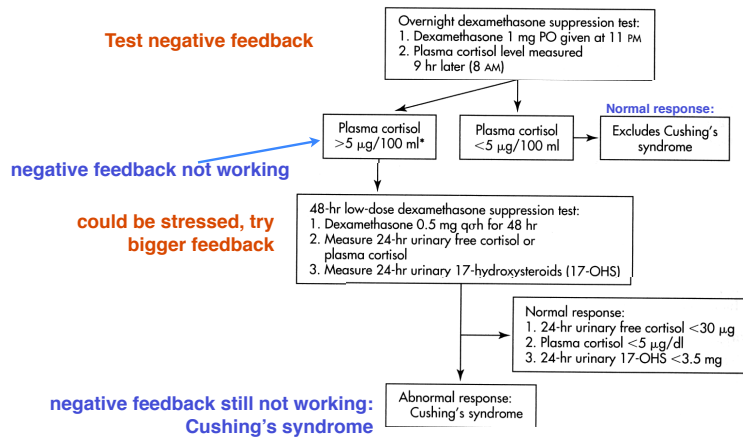 Test negative feedback
Overnight dexamethasone suppression test:
1. Dexamethasone 1 mg PO given at 11 PM
2. Plasma cortisol level measured
9 hr later (8 AM)
Plasma cortisol
>5 μg/100 ml*
Plasma cortisol
<5 μg/100 ml
Normal response:
Excludes Cushing's
syndrome
negative feedback not working
could be stressed, try
bigger feedback
48-hr low-dose dexamethasone suppression test:
1. Dexamethasone 0.5 mg qσh for 48 hr
2. Measure 24-hr urinary free cortisol or
plasma cortisol
3. Measure 24-hr urinary 17-hydroxysteroids (17-OHS)
Normal response:
1. 24-hr urinary free cortisol <30 μg
2. Plasma cortisol <5 μg/dl
3. 24-hr urinary 17-OHS <3.5 mg
negative feedback still not working:
Cushing's syndrome
Abnormal response:
Cushing's syndrome